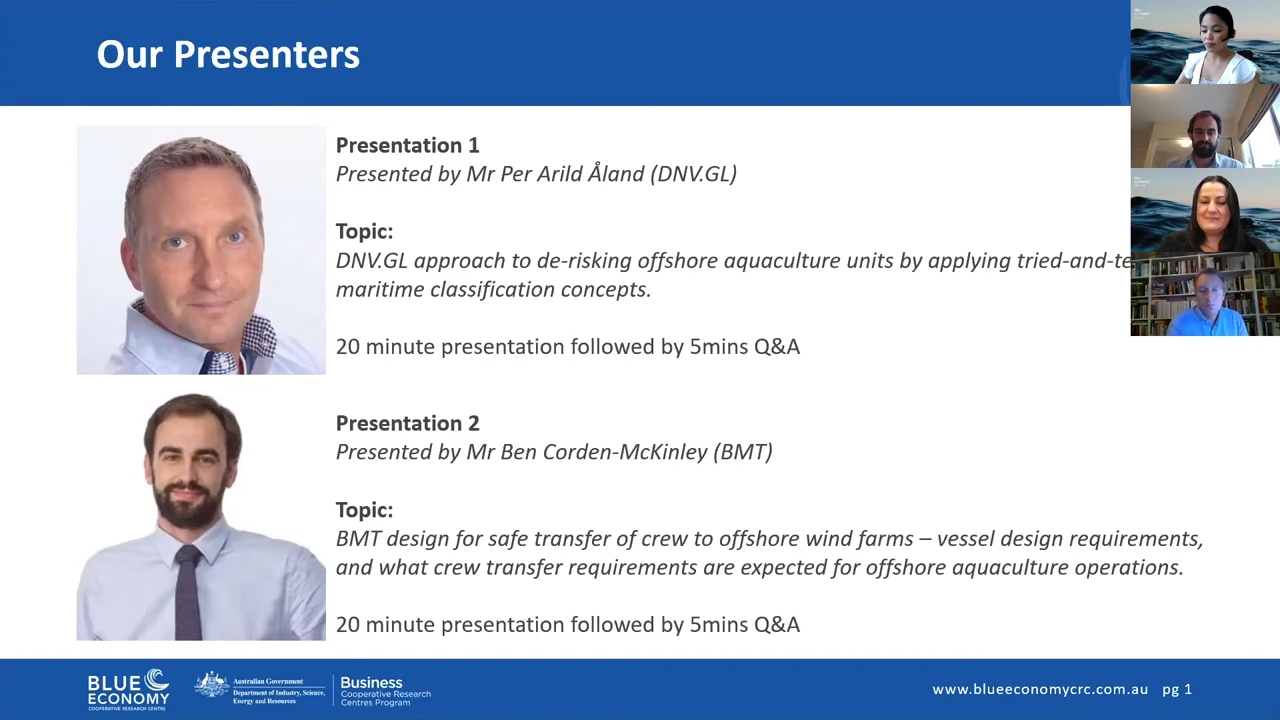 Our Presenters
Presentation 1
Presented by Mr Per Arild Åland (DNV.GL)
Topic:
DNV.GL approach to de-risking offshore aquaculture units by applying tried-and-te
maritime classification concepts.
20 minute presentation followed by 5mins Q&A
Presentation 2
Presented by Mr Ben Corden-McKinley (BMT)
Topic:
BMT design for safe transfer of crew to offshore wind farms – vessel design requirements,
and what crew transfer requirements are expected for offshore aquaculture operations.
20 minute presentation followed by 5mins Q&A
BLUE
ECONOMY
COOPERATIVE RESEARCH CENTRE
Australian Government
Department of Industry, Science,
Energy and Resources
Business
Cooperative Research
Centres Program
www.blueeconomycrc.com.au pg 1